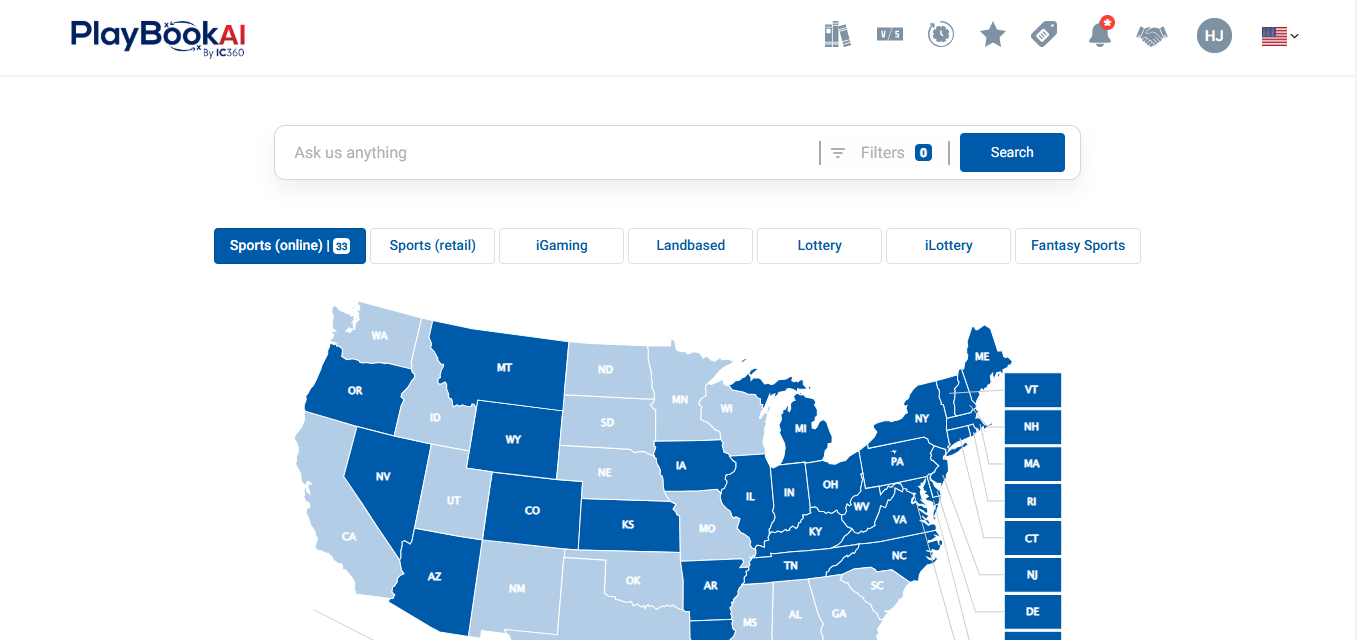 PlayBookAI
By IC360
V/S
HJ
Ask us anything
Filters 0
Search
Sports (online) | 33
Sports (retail)
iGaming
Landbased
Lottery
iLottery
Fantasy Sports
WA
MT
ND
MN
ME
OR
ID
SD
WI
VT
WY
MI
NY
NH
NV
NE
IA
PA
MA
UT
IL
IN
OH
RI
CO
KS
MO
WV
VA
CA
KY
CT
AZ
NM
OK
AR
TN
NC
NJ
MS
AL
GA
SC
DE